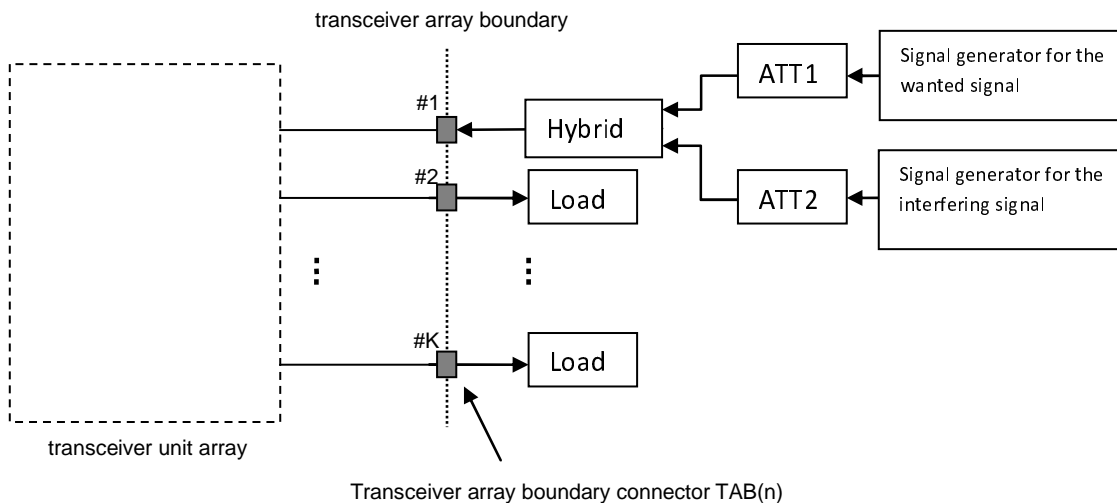 transceiver array boundary
#1
Hybrid
ATT1
Signal generator for the
wanted signal
#2
Load
ATT2
Signal generator for the
interfering signal
#K
Load
transceiver unit array
Transceiver array boundary connector TAB(n)